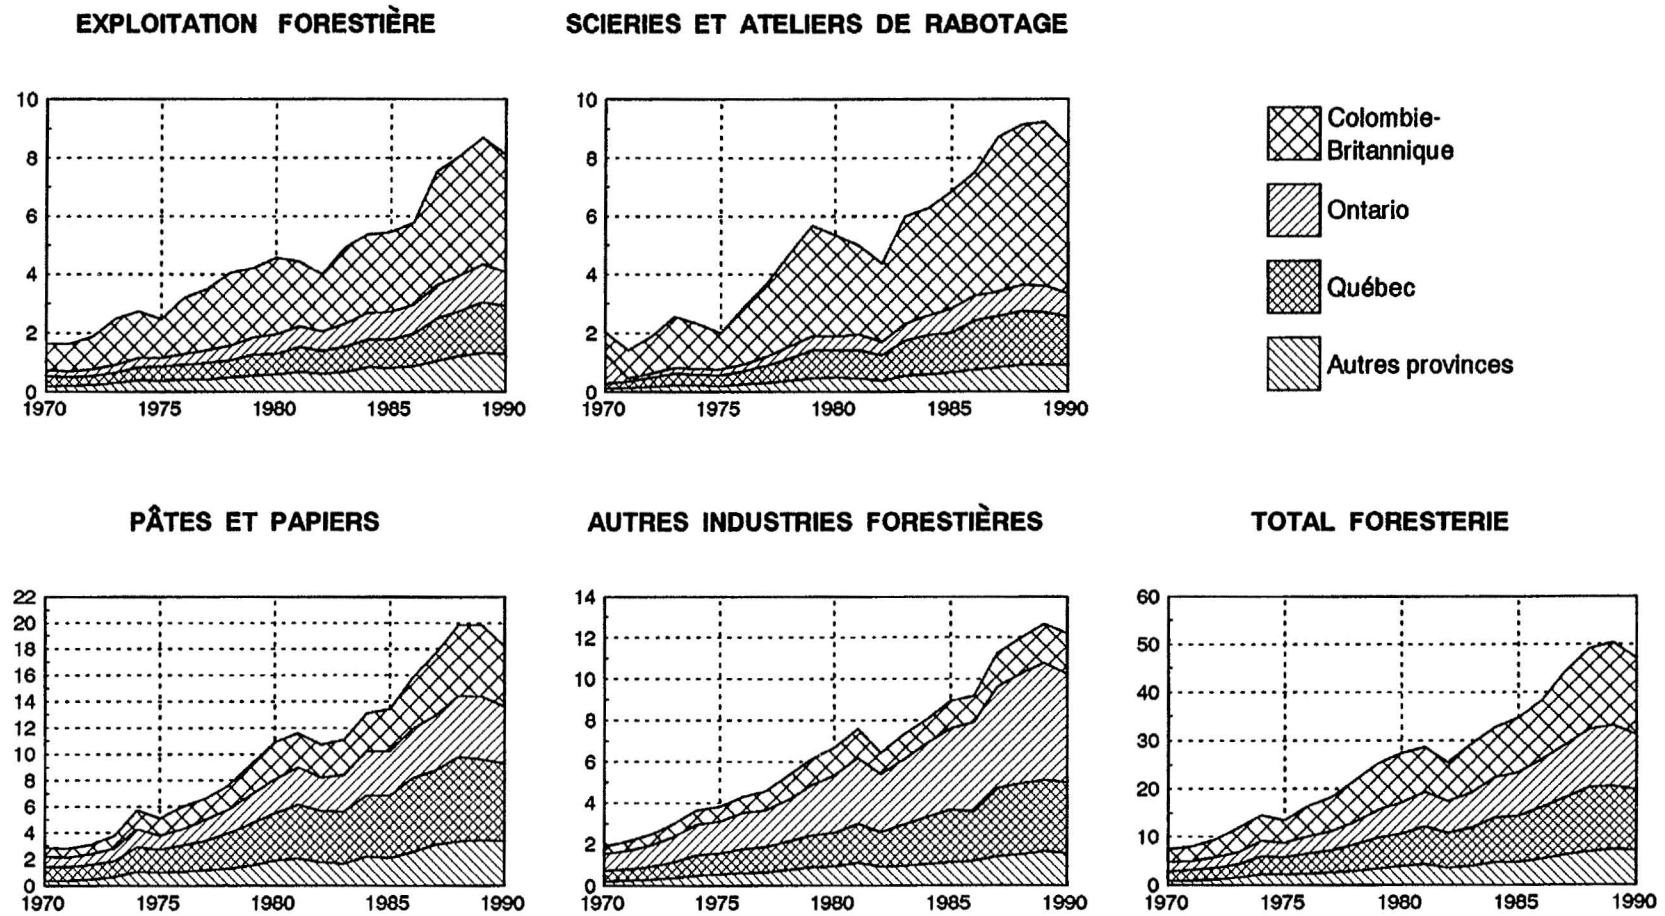 EXPLOITATION FORESTIÈRE
10
8
6
4
2
0
1970 1975 1980 1985 1990
SCIERIES ET ATELIERS DE RABOTAGE
10
8
6
4
2
0
1970 1975 1980 1985 1990
Colombie-
Britannique
Ontario
Québec
Autres provinces
PÂTES ET PAPIERS
22
20
18
16
14
12
10
8
6
4
2
0
1970 1975 1980 1985 1990
AUTRES INDUSTRIES FORESTIÈRES
14
12
10
8
6
4
2
0
1970 1975 1980 1985 1990
TOTAL FORESTERIE
60
50
40
30
20
10
0
1970 1975 1980 1985 1990